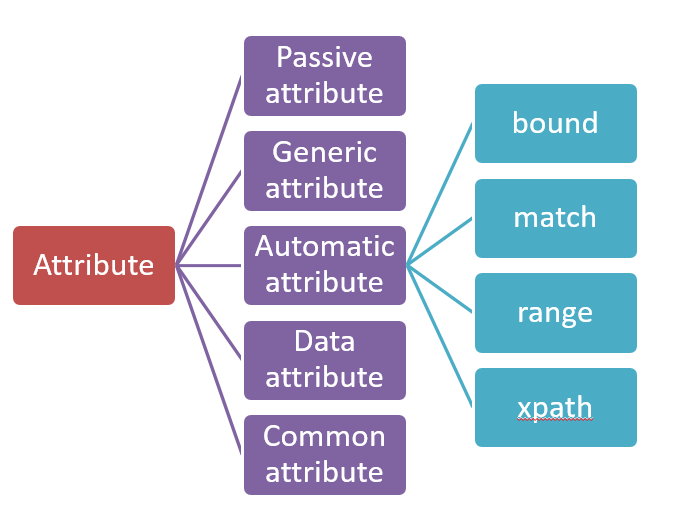 Attribute
Passive
attribute
Generic
attribute
Automatic
attribute
Data
attribute
Common
attribute
bound
match
range
xpath